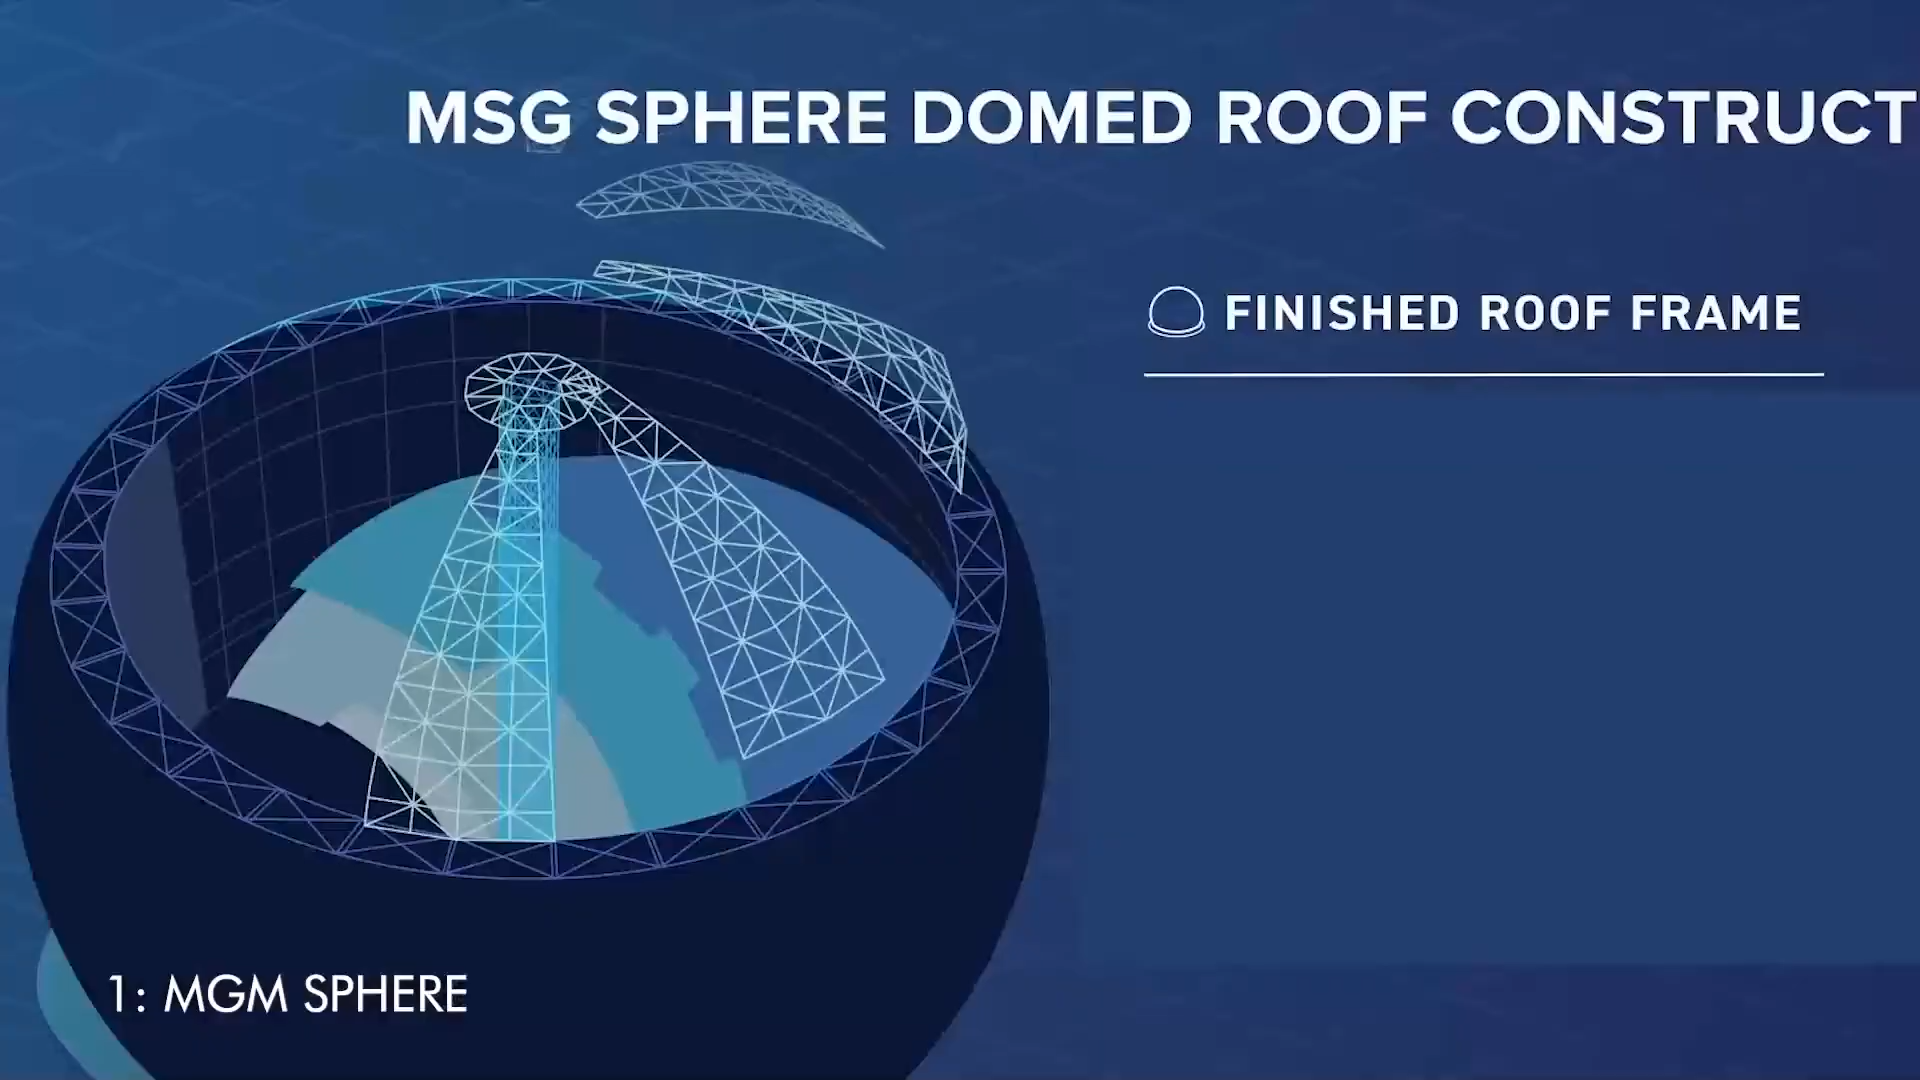 MSG SPHERE DOMED ROOF CONSTRUCT
FINISHED ROOF FRAME
1: MGM SPHERE